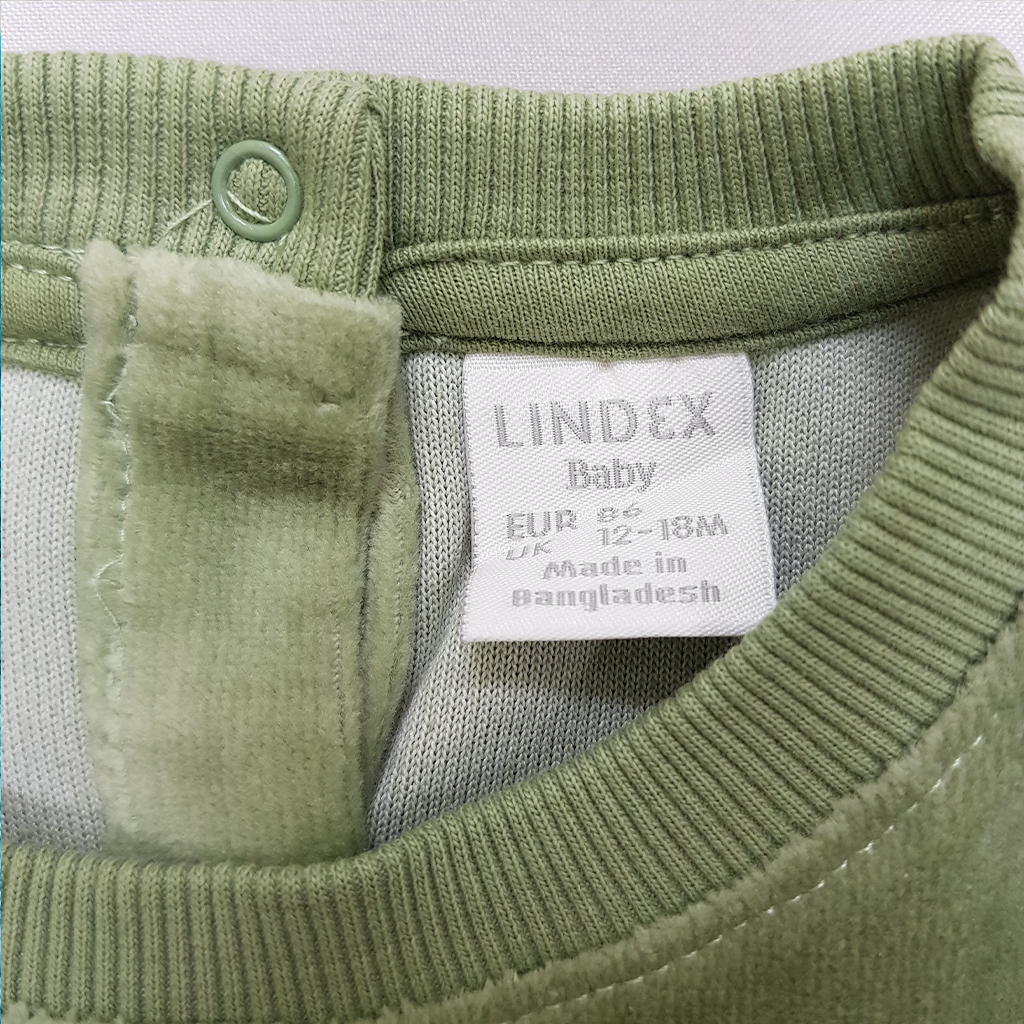 LINDEX
Baby
EUR 86
UK 12-18M
Made in
Bangladesh